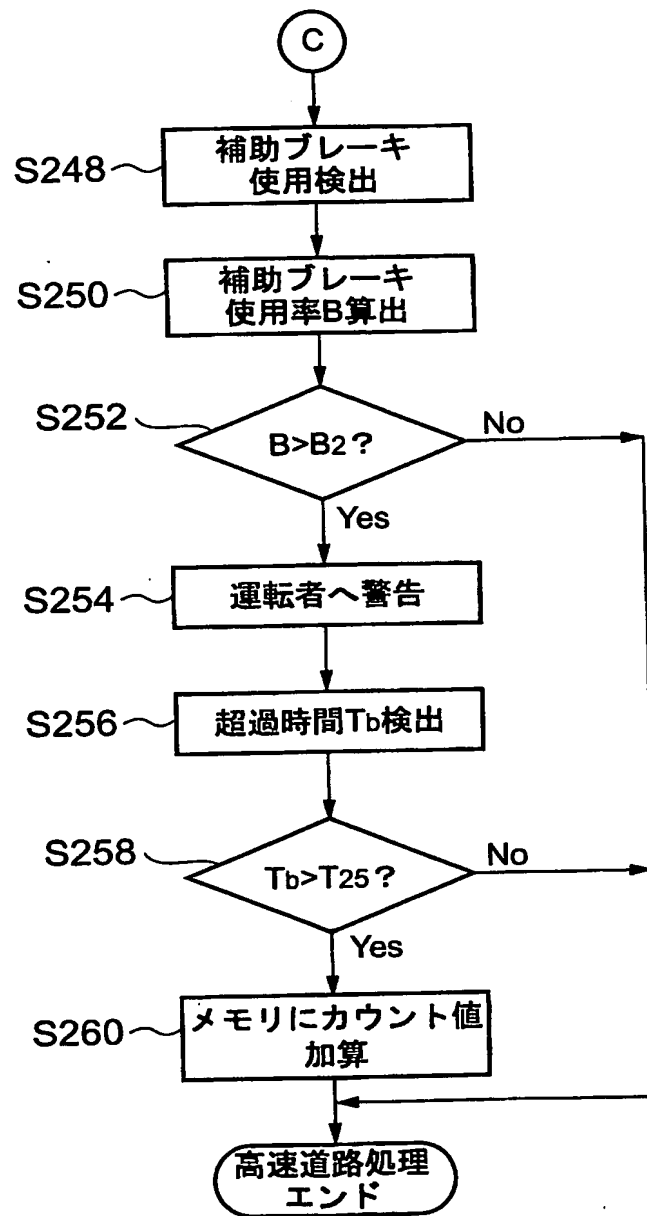 C
S248
補助ブレーキ
使用検出
S250
補助ブレーキ
使用率B算出
S252
B>B2?
No
Yes
S254
運転者へ警告
S256
超過時間Tb検出
S258
Tb>T25?
No
Yes
S260
メモリにカウント値
加算
高速道路処理
エンド